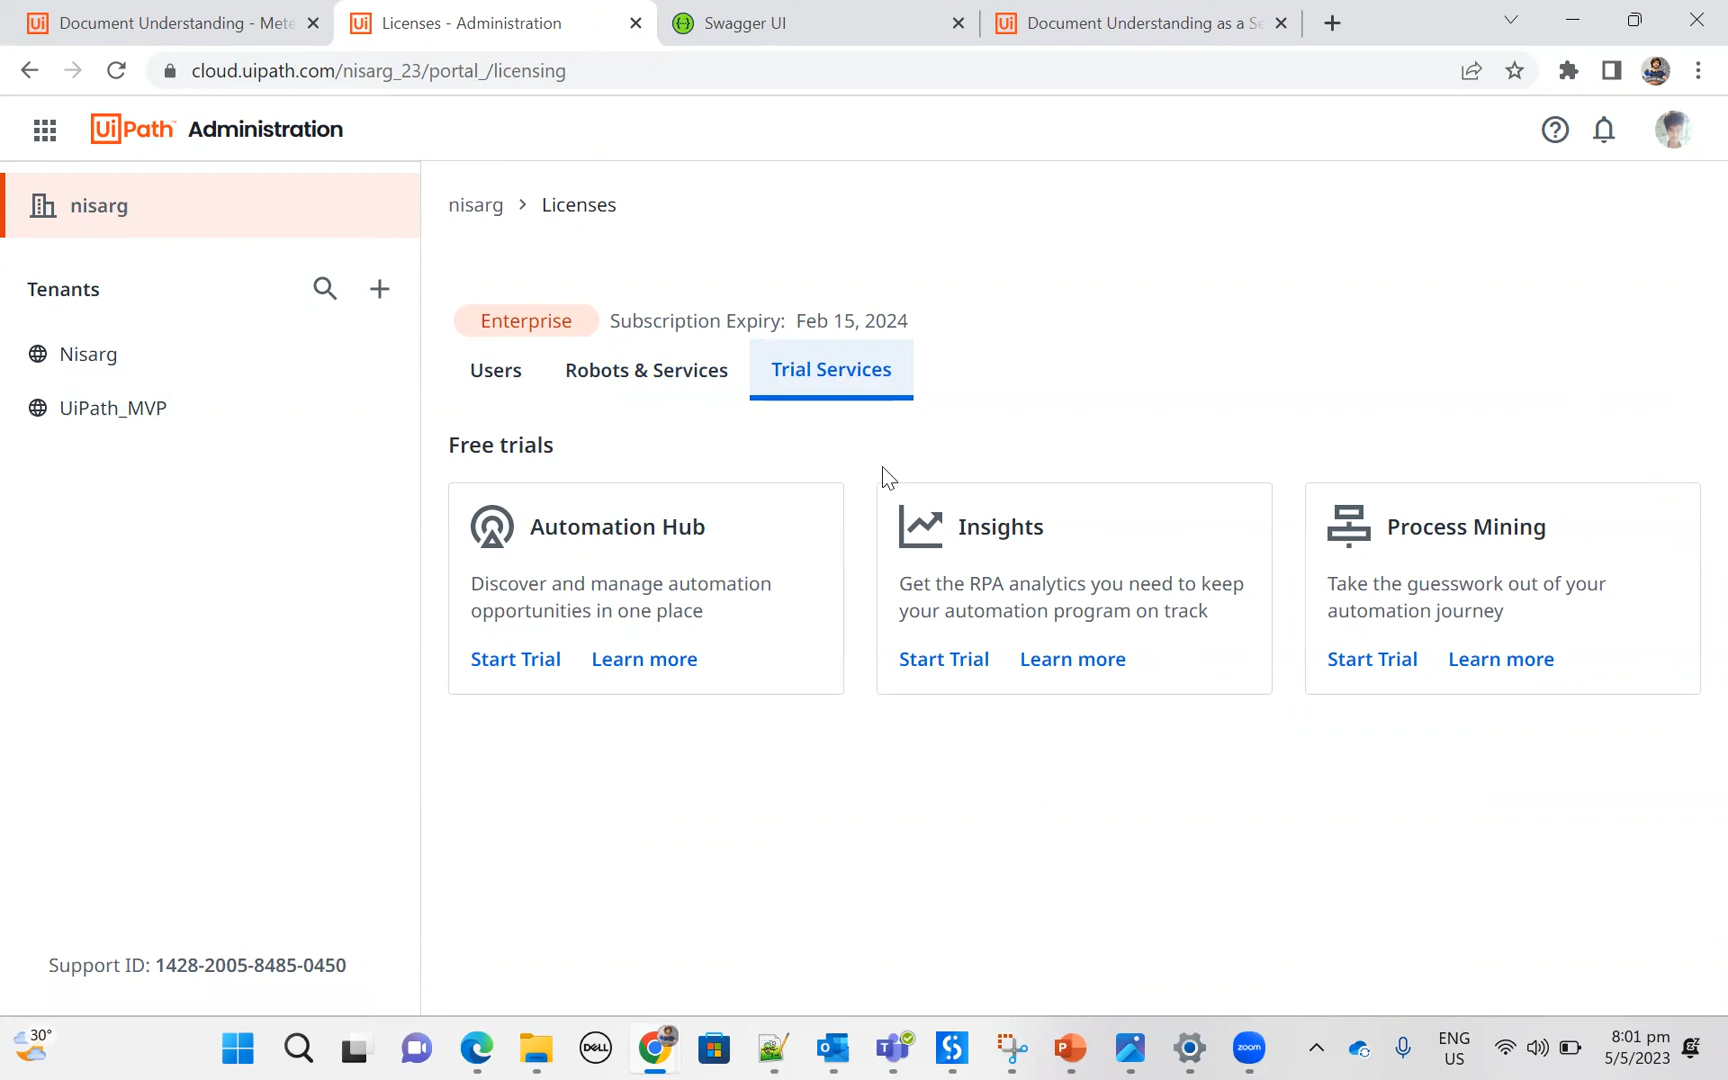 Document Understanding - Mete
Licenses - Administration
Swagger UI
Document Understanding as a Se
cloud.uipath.com/nisarg_23/portal_/licensing
UiPath™ Administration
nisarg
nisarg > Licenses
Tenants
Enterprise Subscription Expiry: Feb 15, 2024
Nisarg
Users Robots & Services Trial Services
UiPath_MVP
Free trials
Automation Hub
Discover and manage automation
opportunities in one place
Start Trial Learn more
Insights
Get the RPA analytics you need to keep
your automation program on track
Start Trial Learn more
Process Mining
Take the guesswork out of your
automation journey
Start Trial Learn more
Support ID: 1428-2005-8485-0450
30°
DELL
zoom
ENG
US
8:01 pm
5/5/2023